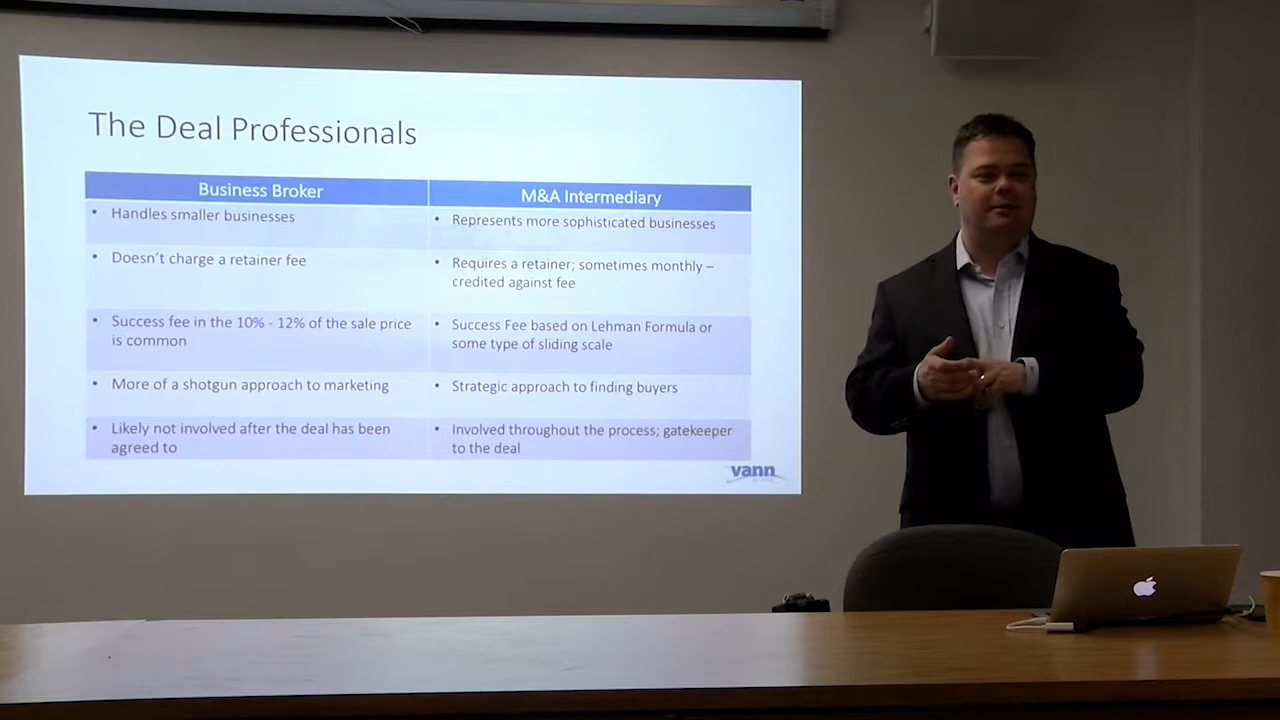 The Deal Professionals
Business Broker
M&A Intermediary
• Handles smaller businesses
• Represents more sophisticated businesses
• Doesn't charge a retainer fee
• Requires a retainer; sometimes monthly –
credited against fee
• Success fee in the 10% - 12% of the sale price
is common
• Success Fee based on Lehman Formula or
some type of sliding scale
• More of a shotgun approach to marketing
• Strategic approach to finding buyers
• Likely not involved after the deal has been
agreed to
• Involved throughout the process; gatekeeper
to the deal
vann